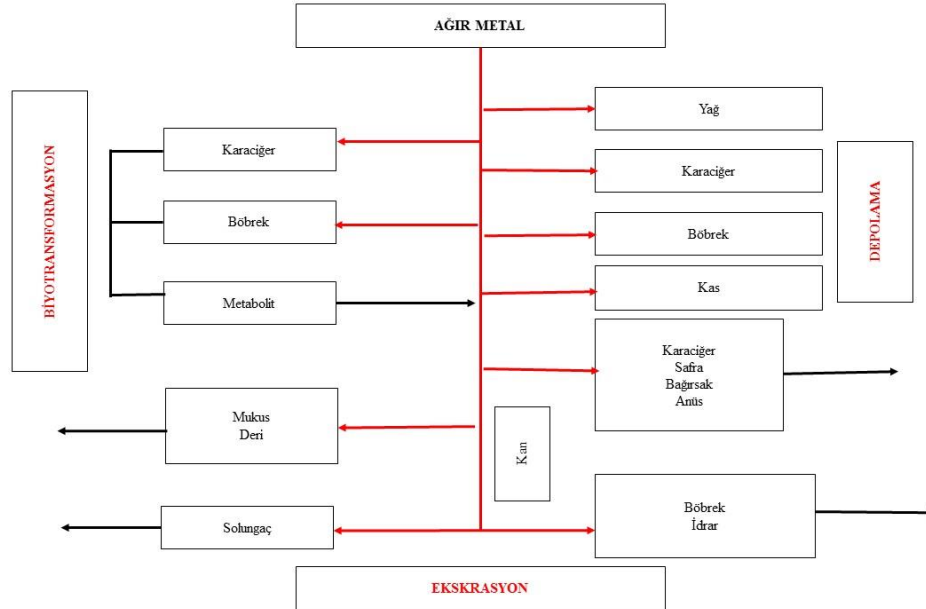 AĞIR METAL
BİYOTRANSFORMASYON
Karaciğer
Böbrek
Metabolit
Mukus
Deri
Solungaç
Yağ
Karaciğer
Böbrek
Kas
DEPOLAMA
Karaciğer
Safra
Bağırsak
Anüs
Kan
Böbrek
İdrar
EKSKRASYON